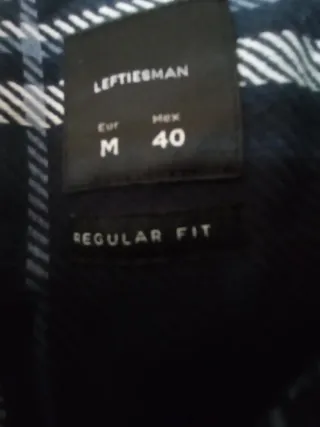 LEFTIESMAN
Eur Mex
M 40
REGULAR FIT